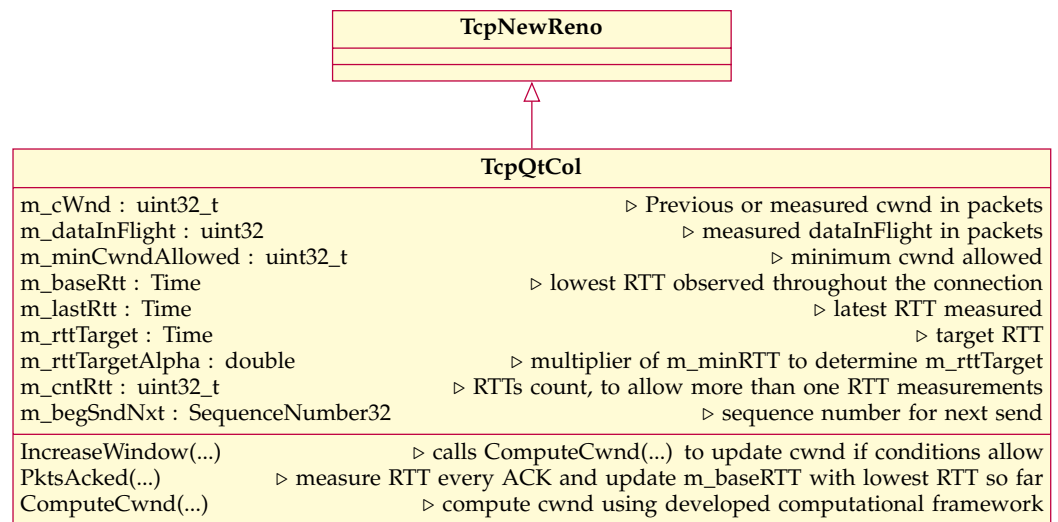 TcpNewReno
TcpQtCol
m_cWnd : uint32_t ▷ Previous or measured cwnd in packets
m_dataInFlight : uint32 ▷ measured dataInFlight in packets
m_minCwndAllowed : uint32_t ▷ minimum cwnd allowed
m_baseRtt : Time ▷ lowest RTT observed throughout the connection
m_lastRtt : Time ▷ latest RTT measured
m_rttTarget : Time ▷ target RTT
m_rttTargetAlpha : double ▷ multiplier of m_minRTT to determine m_rttTarget
m_cntRtt : uint32_t ▷ RTTs count, to allow more than one RTT measurements
m_begSndNxt : SequenceNumber32 ▷ sequence number for next send
IncreaseWindow(...) ▷ calls ComputeCwnd(...) to update cwnd if conditions allow
PktsAcked(...) ▷ measure RTT every ACK and update m_baseRTT with lowest RTT so far
ComputeCwnd(...) ▷ compute cwnd using developed computational framework